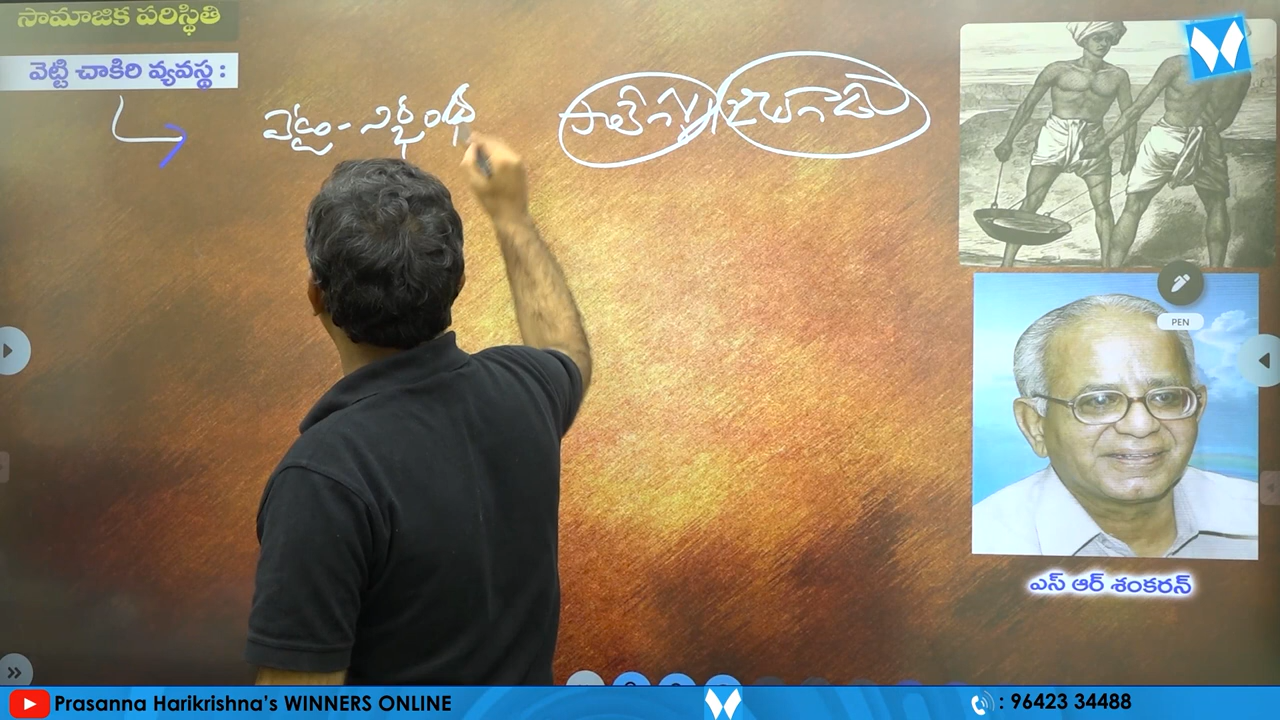 సామాజిక పరిస్థితి
వెట్టి చాకిరి వ్యవస్థ :
వెట్టి - నిర్బంధ
PEN
ఎస్ ఆర్ శంకరన్
Prasanna Harikrishna's WINNERS ONLINE
: 96423 34488